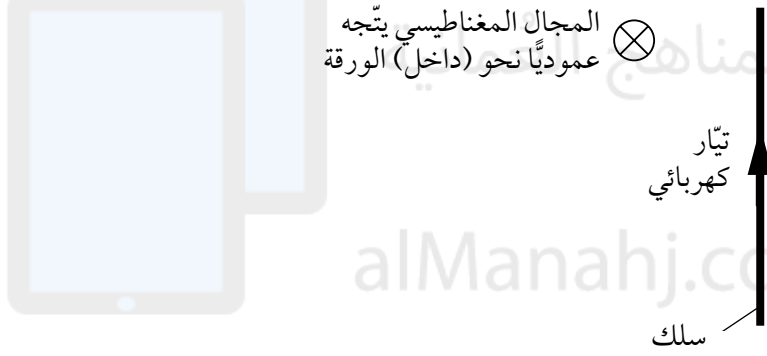 المجال المغناطيسي يتّجه
عموديًّا نحو (داخل) الورقة
تيّار
كهربائي
سلك
alManahj.co